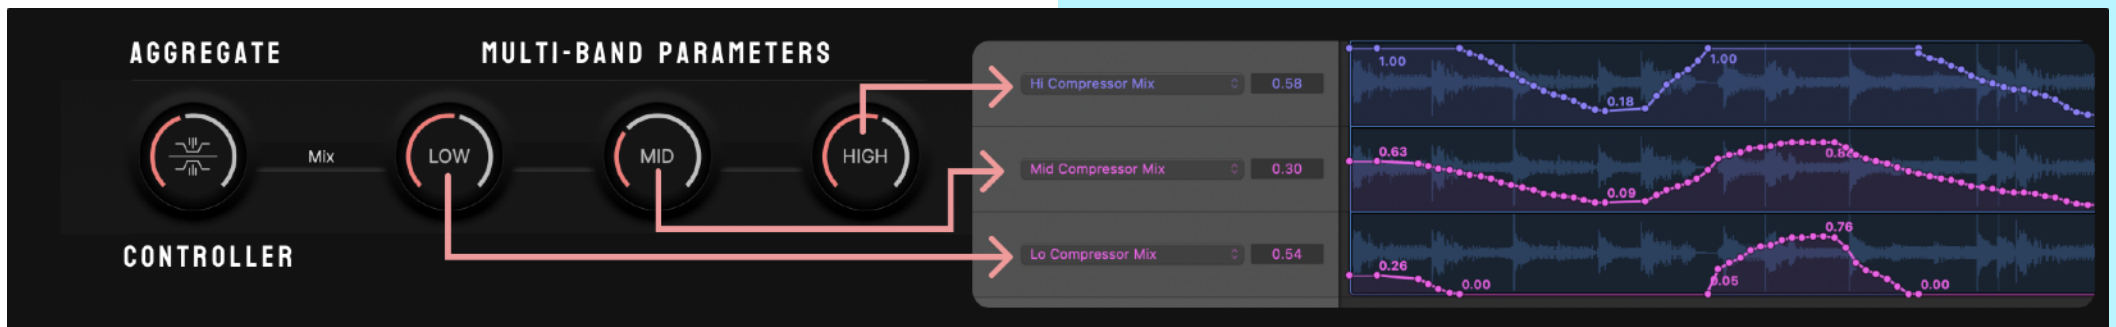 AGGREGATE
MULTI-BAND PARAMETERS
Mix
LOW
MID
HIGH
CONTROLLER
Hi Compressor Mix 0.58
Mid Compressor Mix 0.30
Lo Compressor Mix 0.54
1.00
0.18
1.00
0.63
0.09
0.26
0.00
0.05
0.76
0.00